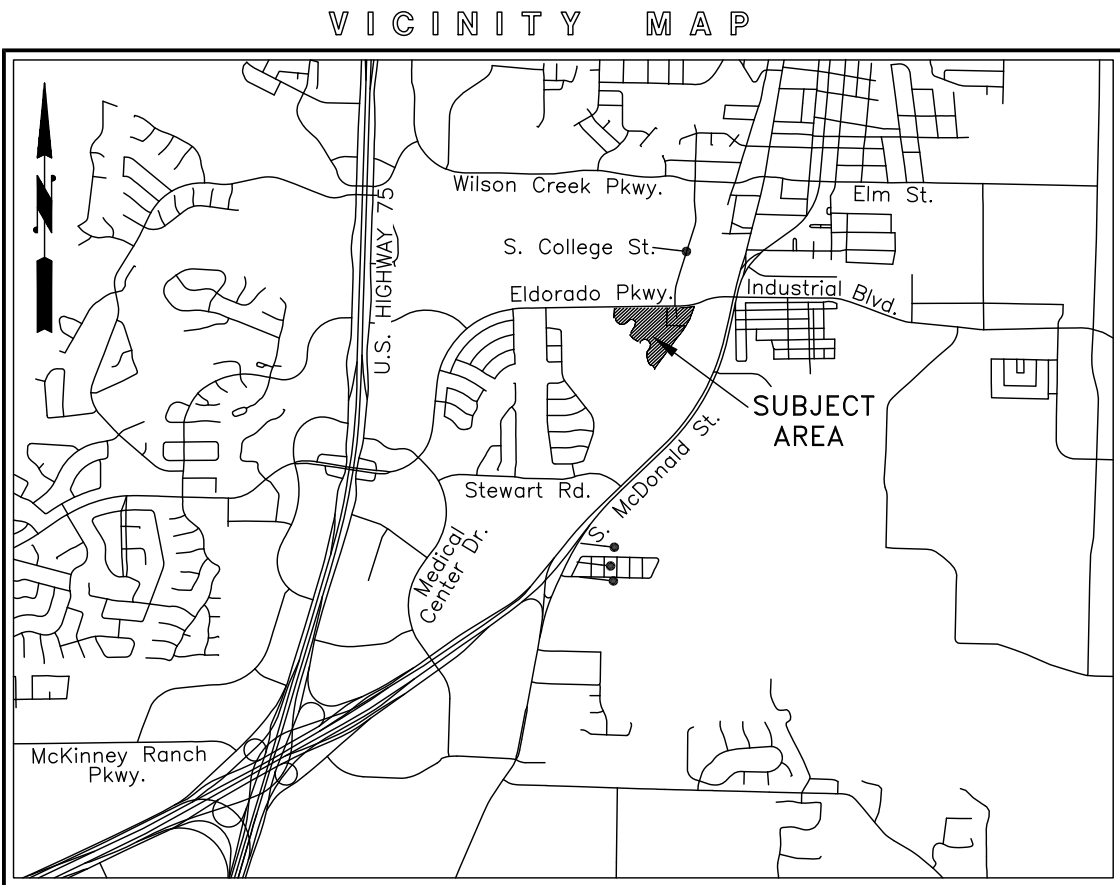 VICINITY MAP
N
Wilson Creek Pkwy.
Elm St.
U.S. HIGHWAY 75
S. College St.
Eldorado Pkwy.
Industrial Blvd.
SUBJECT
AREA
S. McDonald St.
Stewart Rd.
Medical
Center Dr.
McKinney Ranch
Pkwy.